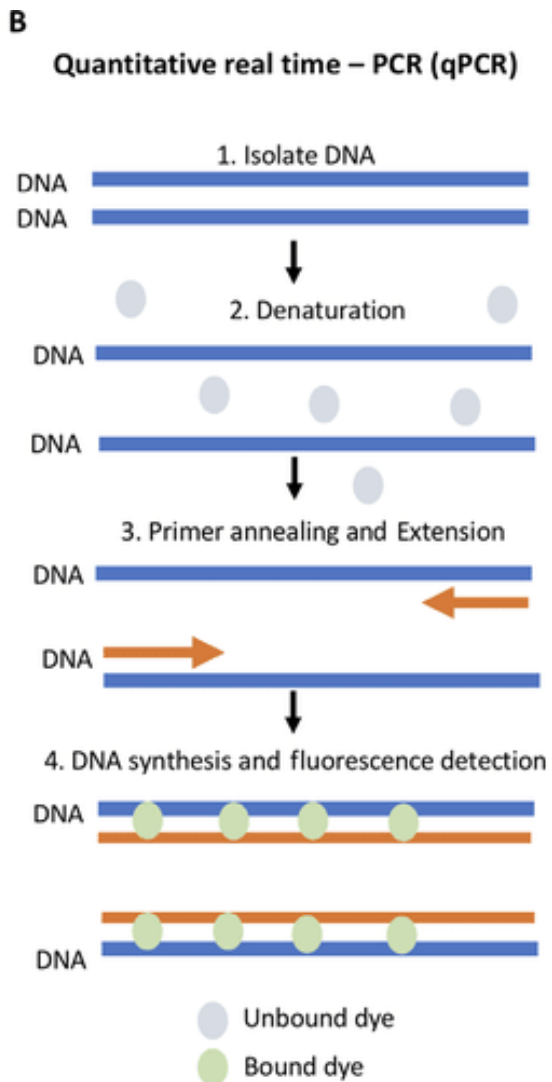 B
Quantitative real time – PCR (qPCR)
1. Isolate DNA
DNA
DNA
2. Denaturation
DNA
DNA
3. Primer annealing and Extension
DNA
DNA
4. DNA synthesis and fluorescence detection
DNA
DNA
Unbound dye
Bound dye